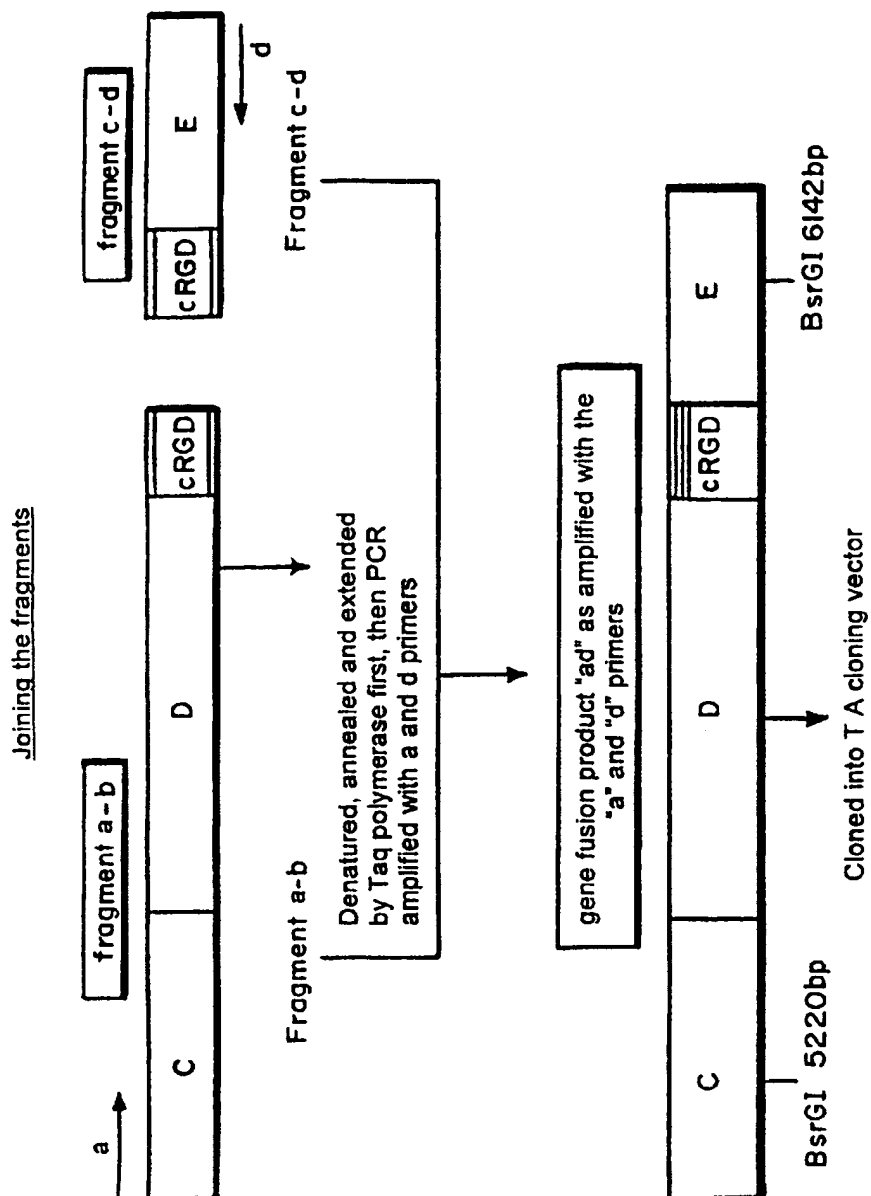 Joining the fragments
a
fragment a-b
fragment c-d
C
D
cRGD
cRGD
E
d
Fragment a-b
Fragment c-d
Denatured, annealed and extended
by Taq polymerase first, then PCR
amplified with a and d primers
gene fusion product "ad" as amplified with the
"a" and "d" primers
C
D
cRGD
E
BsrGI 5220bp
BsrGI 6142bp
Cloned into T A cloning vector